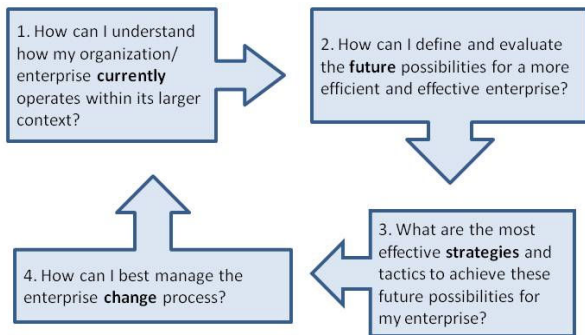 1. How can I understand
how my organization/
enterprise currently
operates within its larger
context?
2. How can I define and evaluate
the future possibilities for a more
efficient and effective enterprise?
3. What are the most
effective strategies and
tactics to achieve these
future possibilities for
my enterprise?
4. How can I best manage the
enterprise change process?